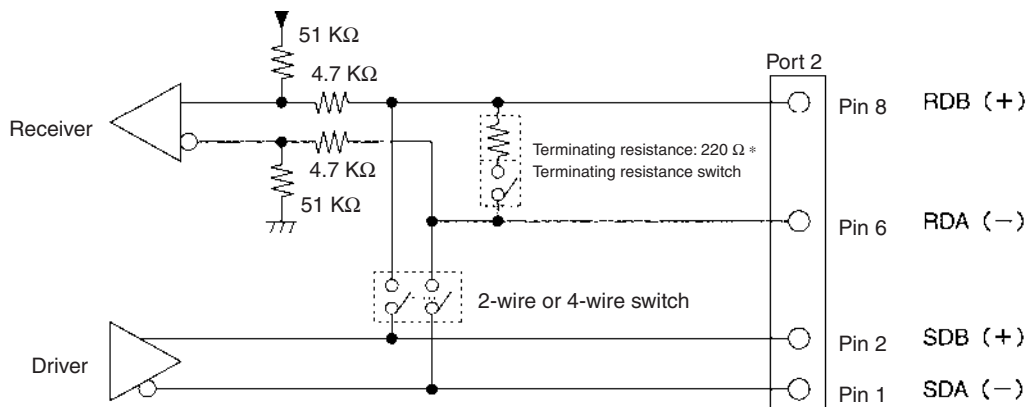 51 KΩ
4.7 KΩ
Port 2
Pin 8 RDB (+)
Receiver
Terminating resistance: 220 Ω *
Terminating resistance switch
4.7 KΩ
51 KΩ
Pin 6 RDA (−)
2-wire or 4-wire switch
Pin 2 SDB (+)
Driver
Pin 1 SDA (−)